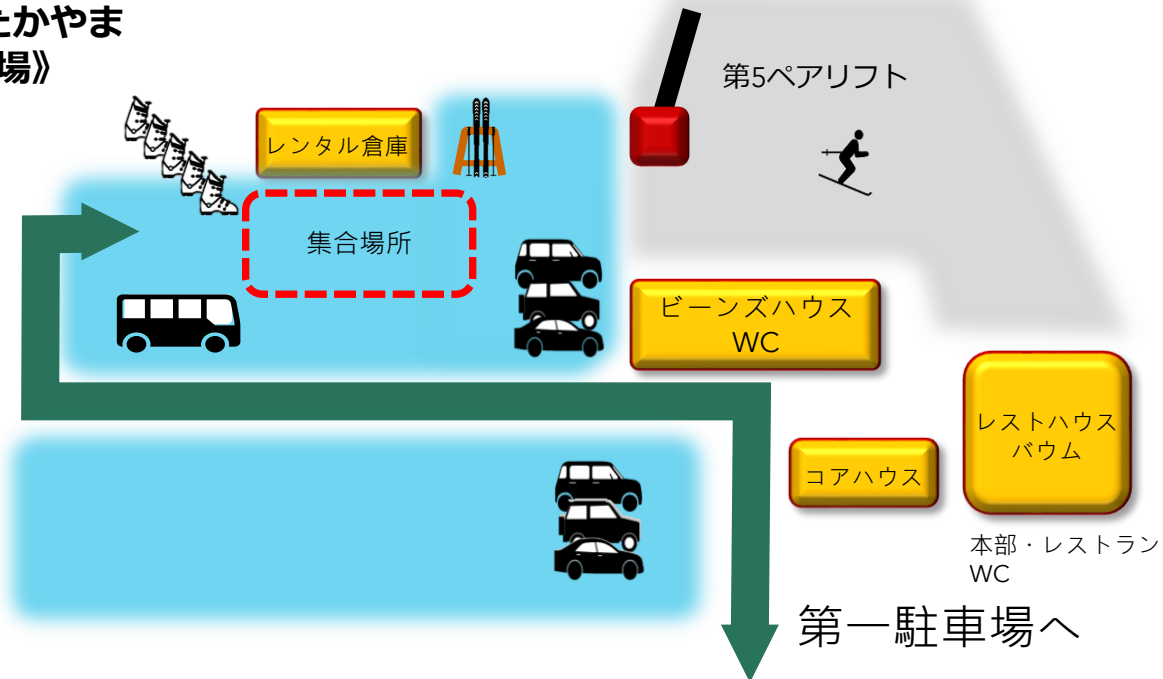 たかやま
場》
第5ペアリフト
レンタル倉庫
集合場所
ビーンズハウス
WC
レストハウス
バウム
コアハウス
本部・レストラン
WC
第一駐車場へ